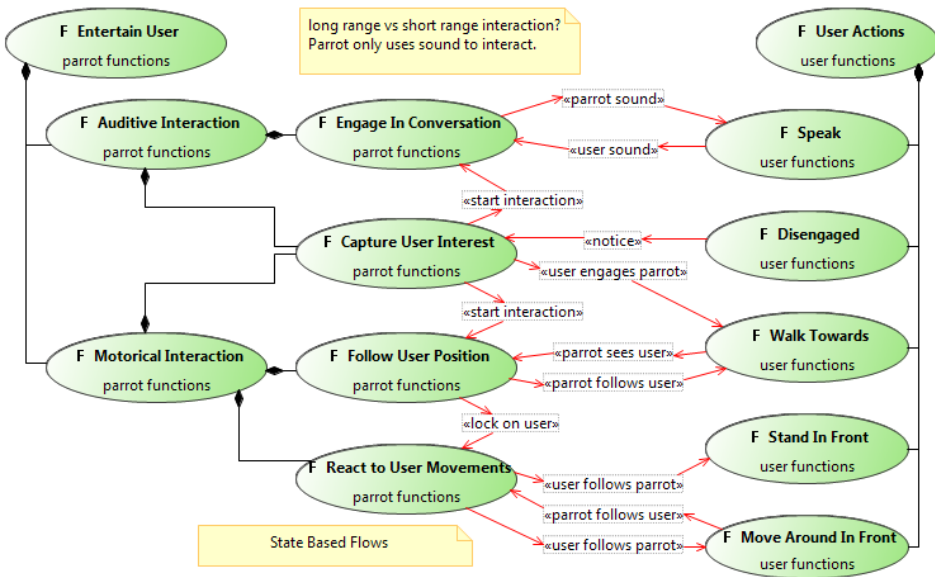 F Entertain User
parrot functions
long range vs short range interaction?
Parrot only uses sound to interact.
F User Actions
user functions
F Auditive Interaction
parrot functions
F Engage In Conversation
parrot functions
«parrot sound»
«user sound»
F Speak
user functions
«start interaction»
F Capture User Interest
parrot functions
«notice»
F Disengaged
user functions
«user engages parrot»
«start interaction»
F Motorical Interaction
parrot functions
F Follow User Position
parrot functions
«parrot sees user»
«parrot follows user»
F Walk Towards
user functions
«lock on user»
F React to User Movements
parrot functions
«user follows parrot»
F Stand In Front
user functions
«parrot follows user»
«user follows parrot»
F Move Around In Front
user functions
State Based Flows